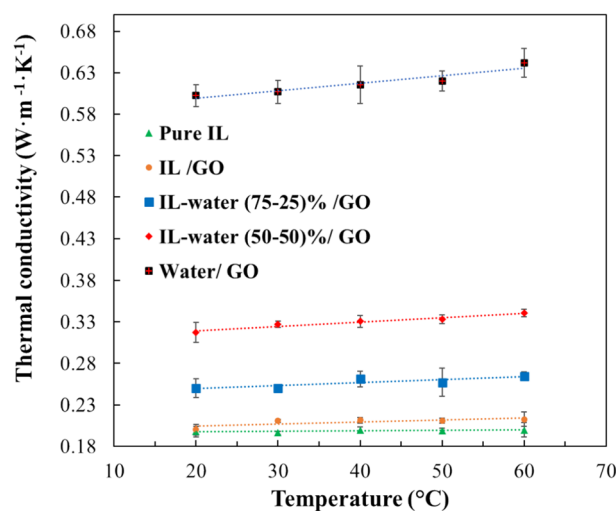 Thermal conductivity (W·m⁻¹·K⁻¹)
0.68
0.63
0.58
0.53
0.48
0.43
0.38
0.33
0.28
0.23
0.18
Pure IL
IL /GO
IL-water (75-25)% /GO
IL-water (50-50)%/ GO
Water/ GO
10 20 30 40 50 60 70
Temperature (°C)